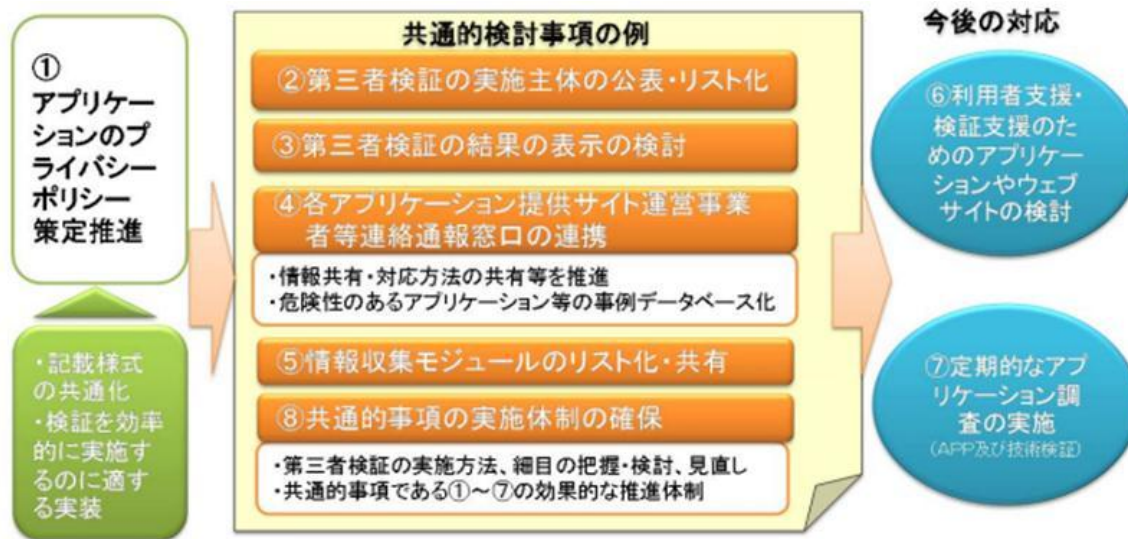 ①
アプリケー
ションのプ
ライバシー
ポリシー
策定推進
・記載様式
の共通化
・検証を効率
的に実施す
るのに適す
る実装
共通的検討事項の例
②第三者検証の実施主体の公表・リスト化
③第三者検証の結果の表示の検討
④各アプリケーション提供サイト運営事業
者等連絡通報窓口の連携
・情報共有・対応方法の共有等を推進
・危険性のあるアプリケーション等の事例データベース化
⑤情報収集モジュールのリスト化・共有
⑧共通的事項の実施体制の確保
・第三者検証の実施方法、細目の把握・検討、見直し
・共通的事項である①～⑦の効果的な推進体制
今後の対応
⑥利用者支援・
検証支援のた
めのアプリケー
ションやウェブ
サイトの検討
⑦定期的なア
プリケーション調
査の実施
(APP及び技術検証)